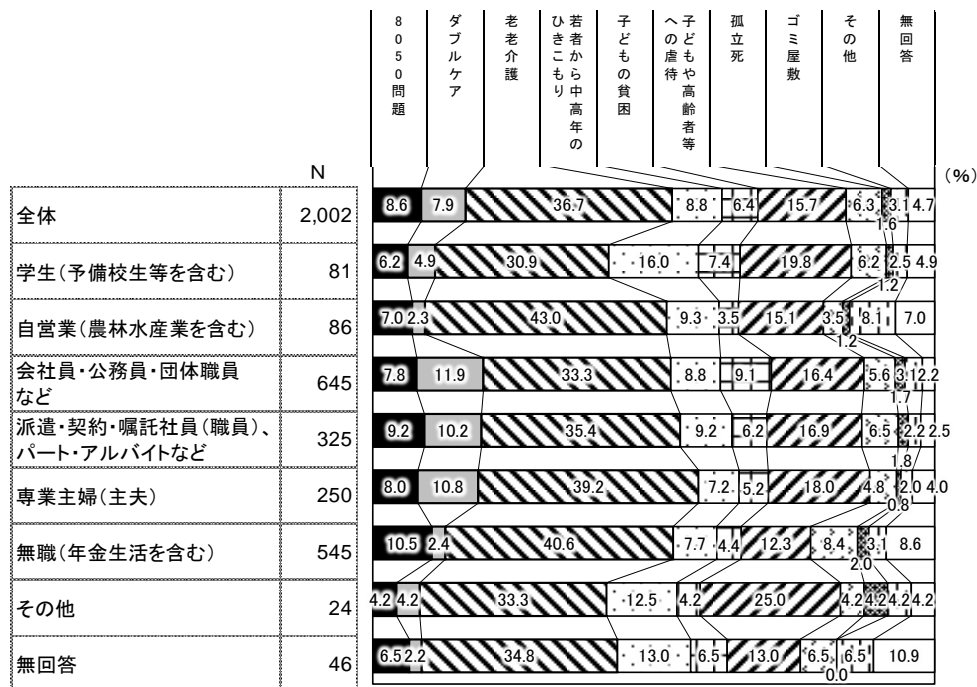 8050問題
ダブルケア
老老介護
若者から中高年の
ひきこもり
子どもの貧困
子どもや高齢者等
への虐待
孤立死
ゴミ屋敷
その他
無回答
N
(%)
全体 2,002 8.6 7.9 36.7 8.8 6.4 15.7 6.3 3.1 4.7
1.6
学生(予備校生等を含む) 81 6.2 4.9 30.9 16.0 7.4 19.8 6.2 2.5 4.9
1.2
自営業(農林水産業を含む) 86 7.0 2.3 43.0 9.3 3.5 15.1 3.5 8.1 7.0
1.2
会社員・公務員・団体職員
など 645 7.8 11.9 33.3 8.8 9.1 16.4 5.6 3.1 2.2
1.7
派遣・契約・嘱託社員(職員)、
パート・アルバイトなど 325 9.2 10.2 35.4 9.2 6.2 16.9 6.5 2.2 2.5
1.8
専業主婦(主夫) 250 8.0 10.8 39.2 7.2 5.2 18.0 4.8 2.0 4.0
0.8
無職(年金生活を含む) 545 10.5 2.4 40.6 7.7 4.4 12.3 8.4 3.1 8.6
2.0
その他 24 4.2 4.2 33.3 12.5 4.2 25.0 4.2 4.2 4.2 4.2
無回答 46 6.5 2.2 34.8 13.0 6.5 13.0 6.5 6.5 10.9
0.0